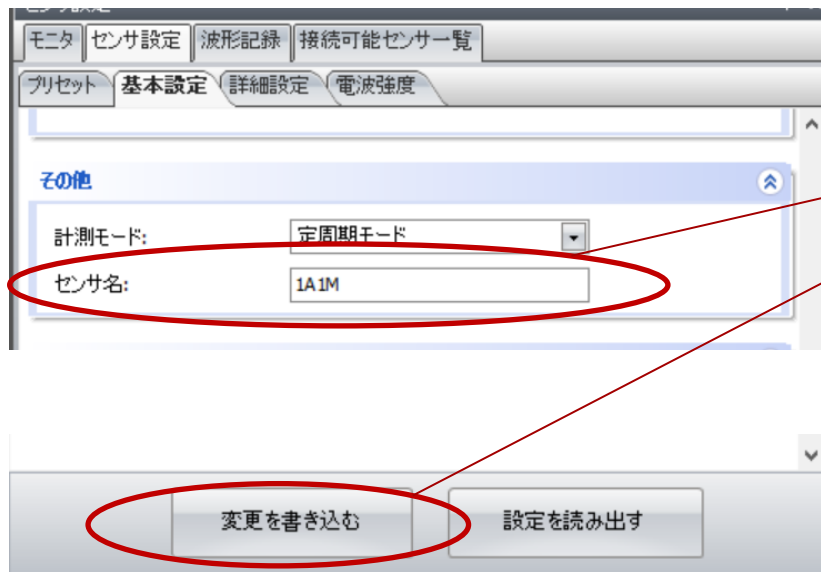 モニタ センサ設定 波形記録 接続可能センサ一覧
プリセット 基本設定 詳細設定 電波強度
その他
計測モード: 定周期モード
センサ名: 1A1M
変更を書き込む 設定を読み出す